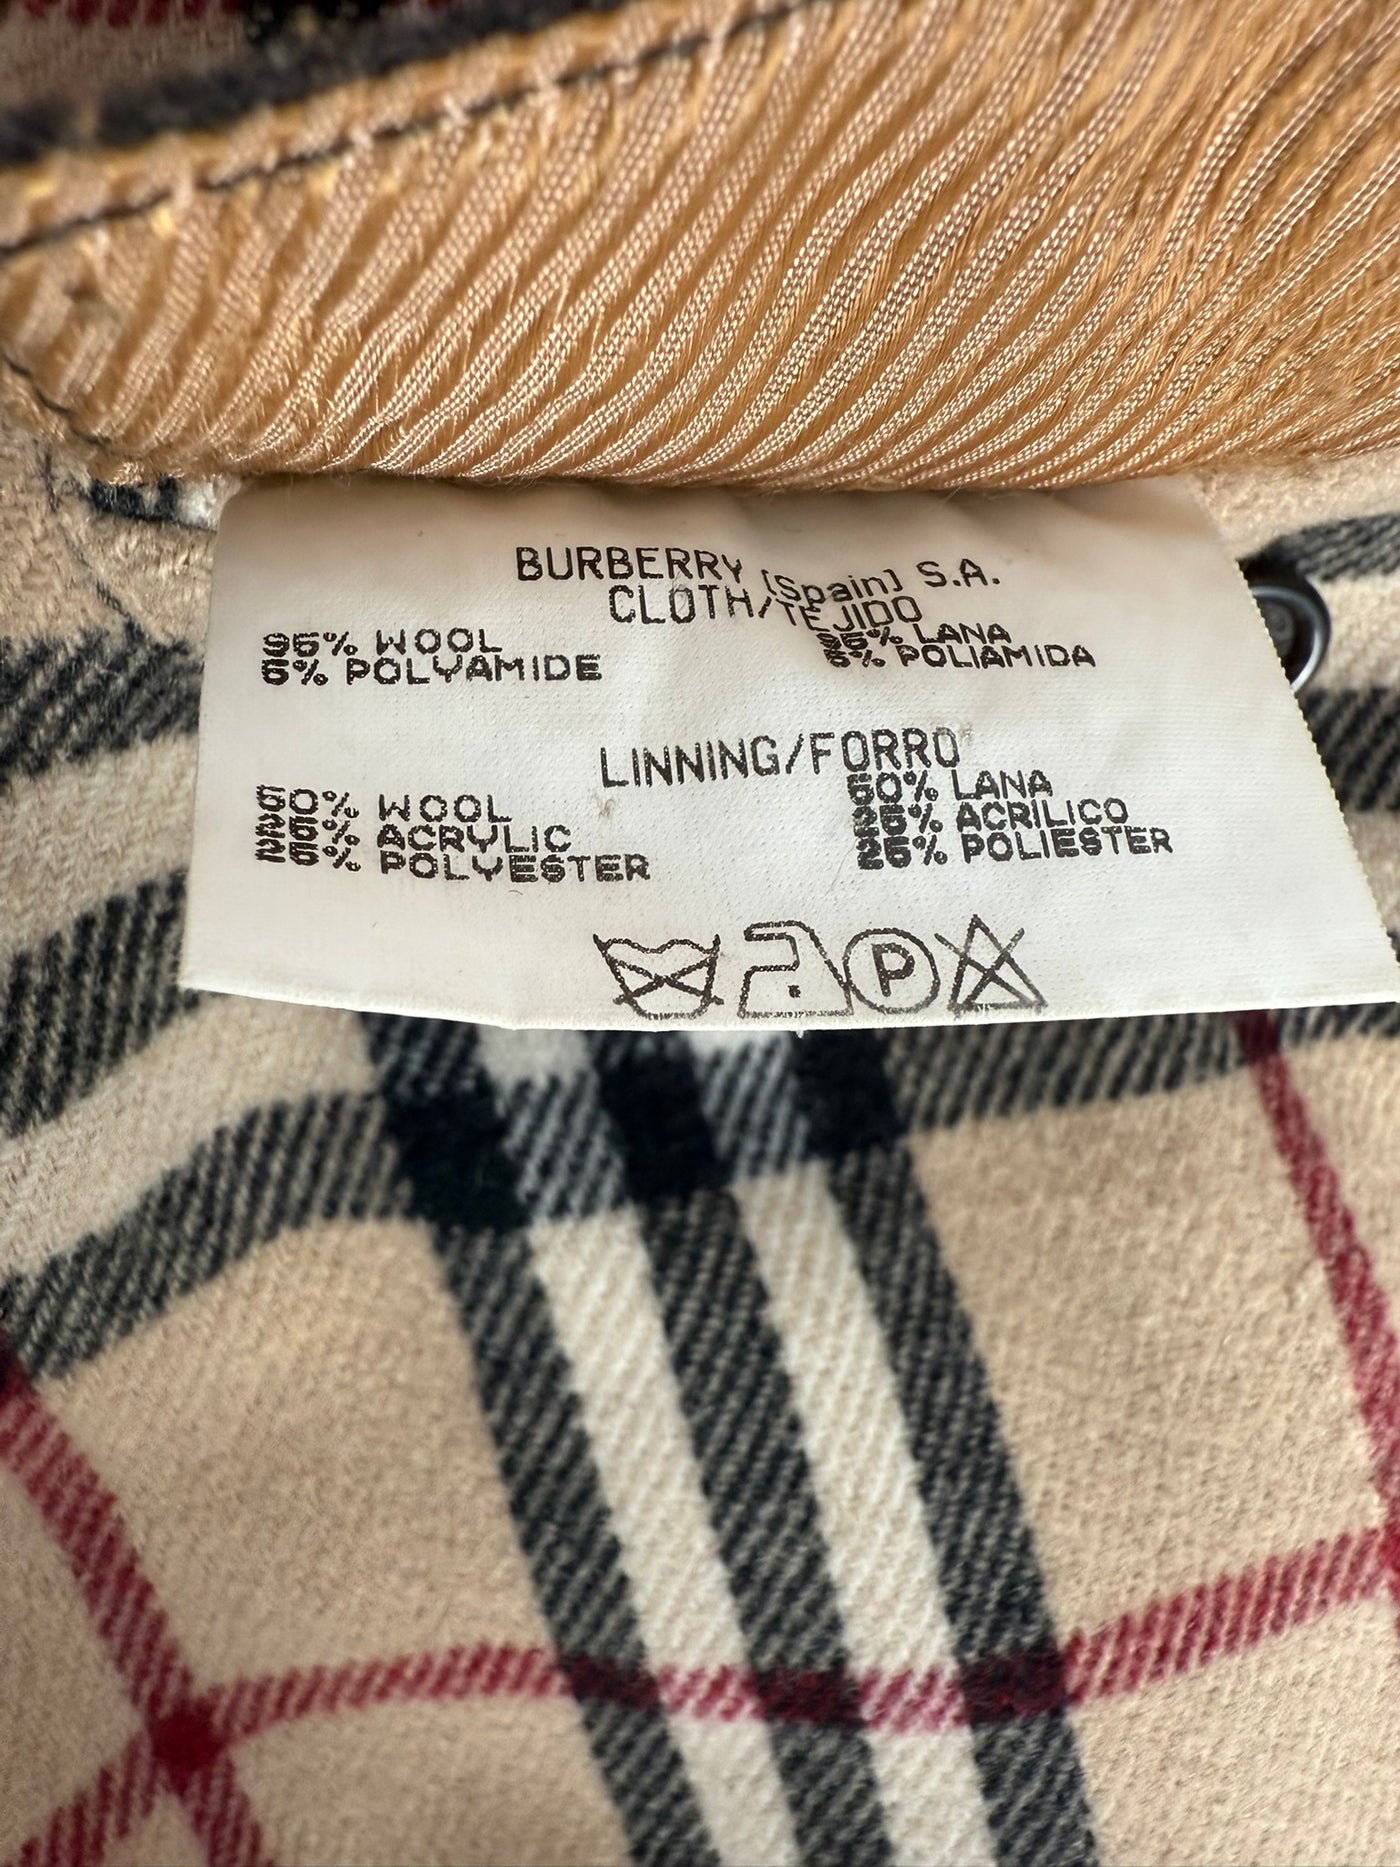 BURBERRY (Spain) S.A.
CLOTH/TEJIDO
95% WOOL 95% LANA
5% POLYAMIDE 5% POLIAMIDA
LINNING/FORRO
50% WOOL 50% LANA
25% ACRYLIC 25% ACRILICO
25% POLYESTER 25% POLIESTER
P